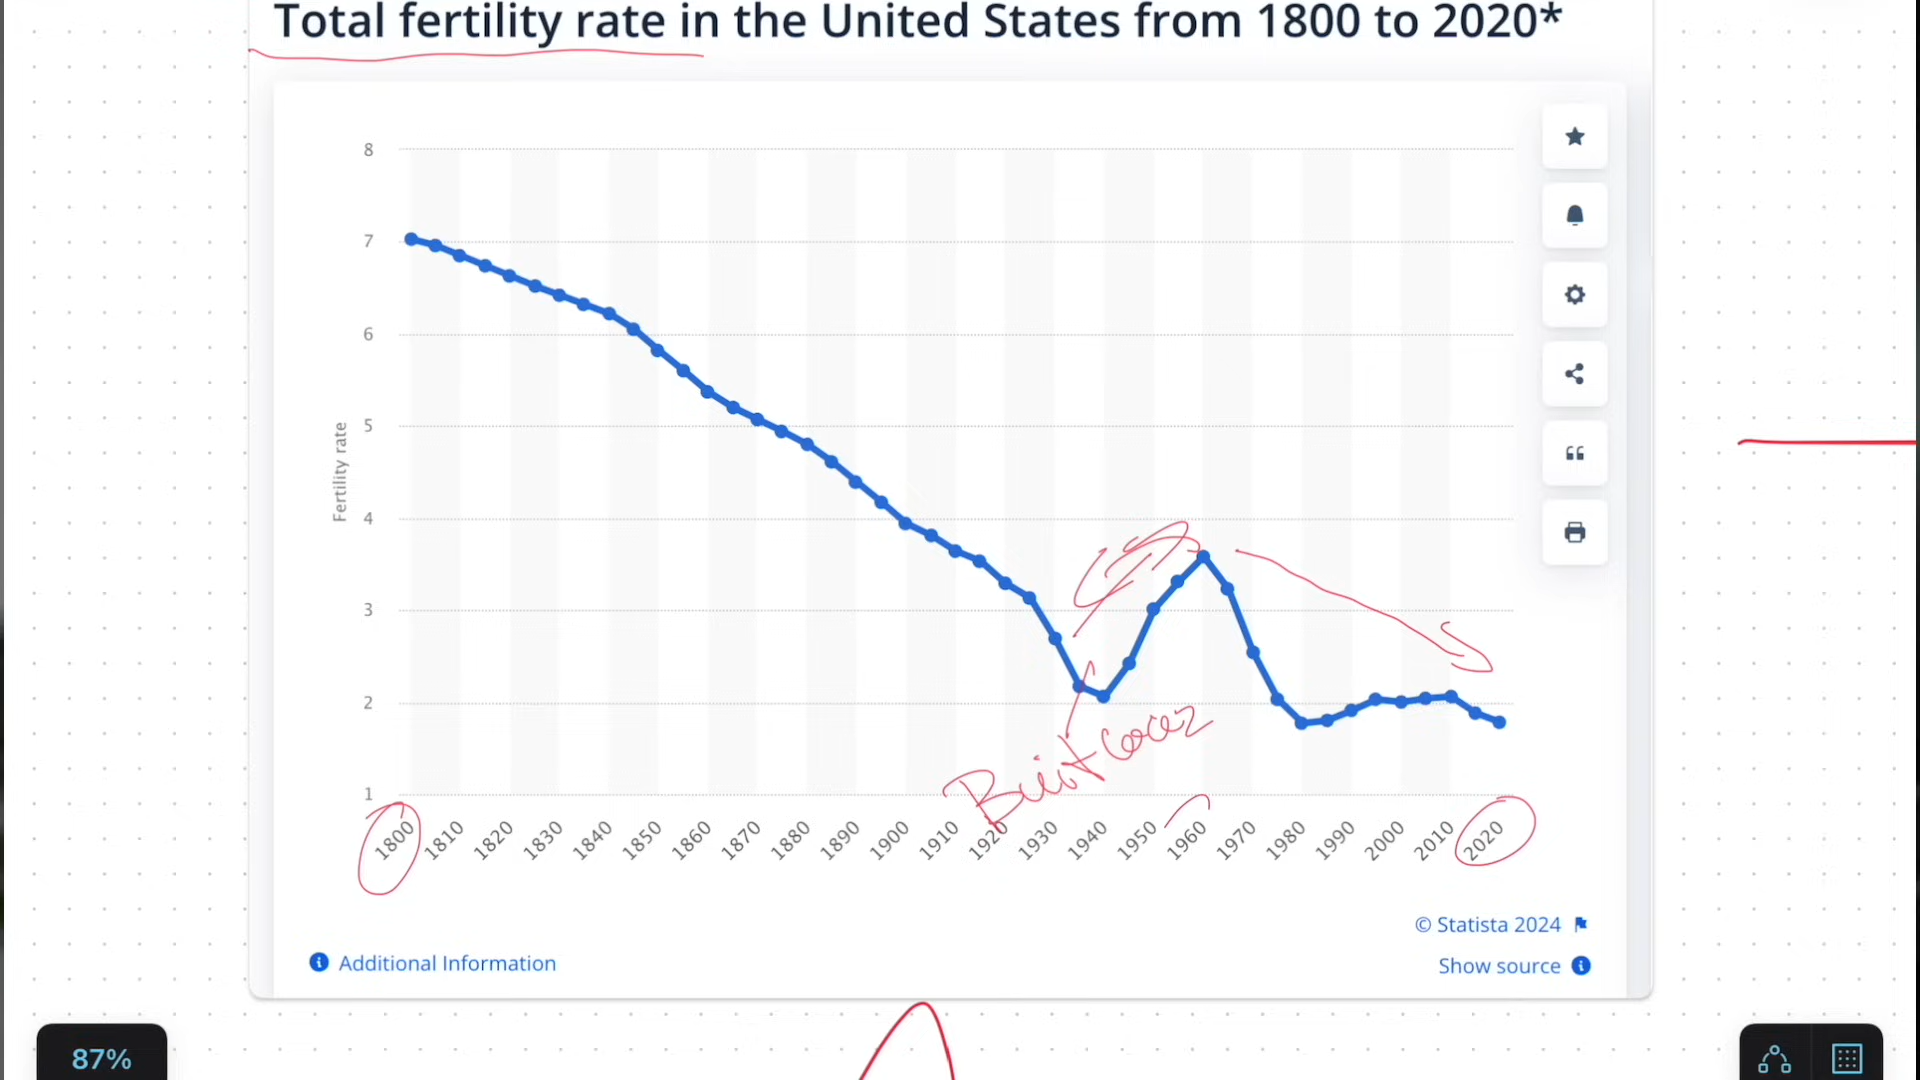 Total fertility rate in the United States from 1800 to 2020*
8
7
6
5
4
3
2
1
Fertility rate
1800 1810 1820 1830 1840 1850 1860 1870 1880 1890 1900 1910 1920 1930 1940 1950 1960 1970 1980 1990 2000 2010 2020
© Statista 2024
Additional Information
Show source
87%